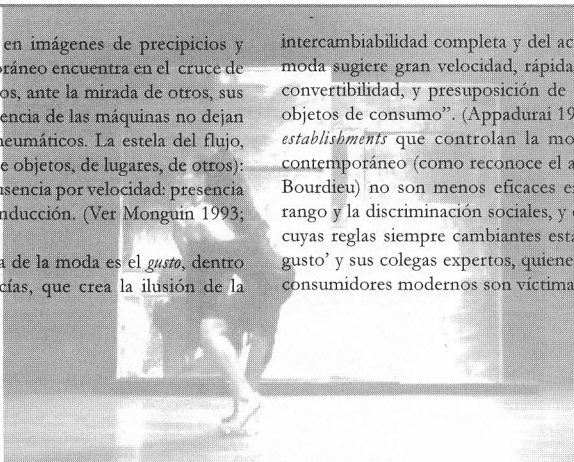 en imágenes de precipicios y
oráneo encuentra en el cruce de
os, ante la mirada de otros, sus
encia de las máquinas no dejan
neumáticos. La estela del flujo,
e objetos, de lugares, de otros):
usencia por velocidad: presencia
nducción. (Ver Monguin 1993;
a de la moda es el gusto, dentro
cías, que crea la ilusión de la
intercambiabilidad completa y del ac
moda sugiere gran velocidad, rápida
convertibilidad, y presuposición de
objetos de consumo”. (Appadurai 19
establishments que controlan la mo
contemporáneo (como reconoce el a
Bourdieu) no son menos eficaces e
rango y la discriminación sociales, y
cuyas reglas siempre cambiantes está
gusto’ y sus colegas expertos, quiene
consumidores modernos son víctima